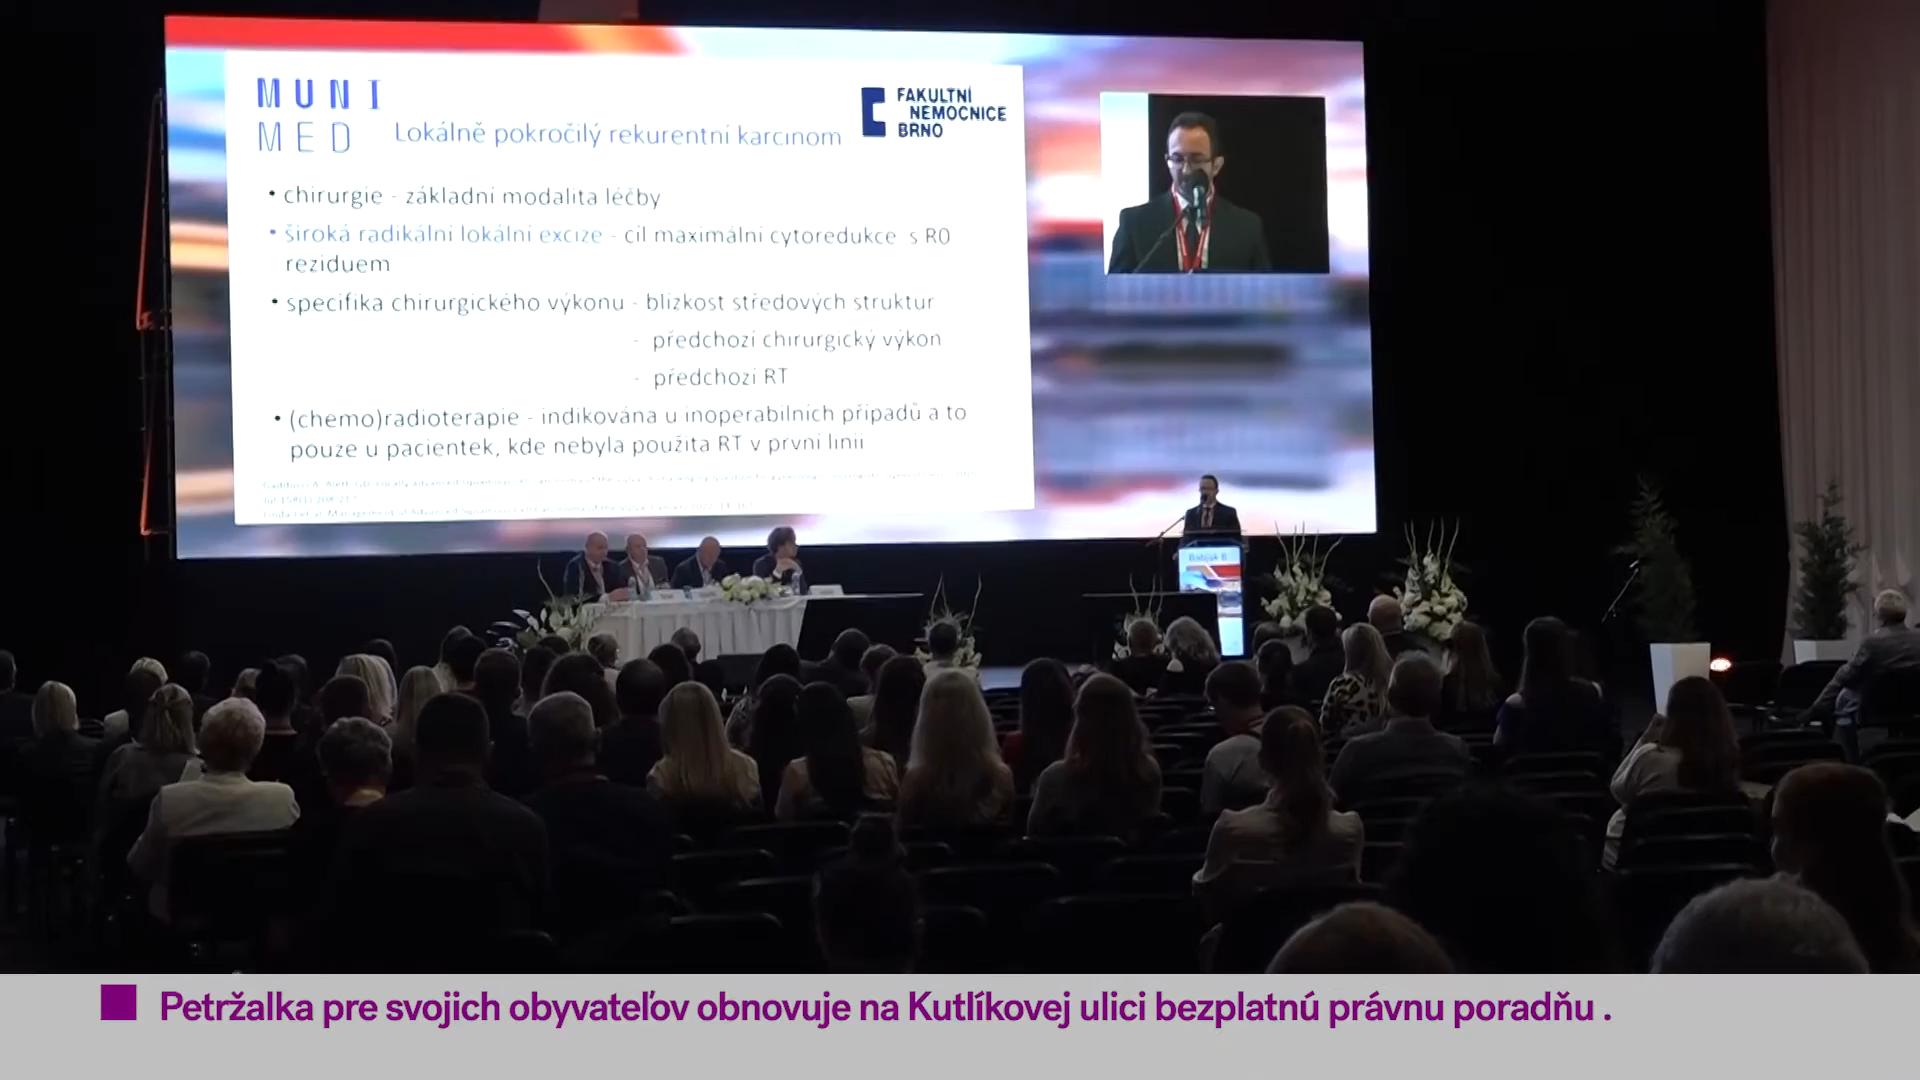 MUNI
MED
Lokálně pokročilý rekurentní karcinom
FAKULTNÍ
NEMOCNICE
BRNO
• chirurgie - základní modalita léčby
• široká radikální lokální excize - cíl maximální cytoredukce s R0
reziduem
• specifika chirurgického výkonu - blízkost středových struktur
- předchozí chirurgický výkon
- předchozí RT
• (chemo)radioterapie - indikována u inoperabilních případů a to
pouze u pacientek, kde nebyla použita RT v první linii
Petržalka pre svojich obyvateľov obnovuje na Kutlíkovej ulici bezplatnú právnu poradňu .